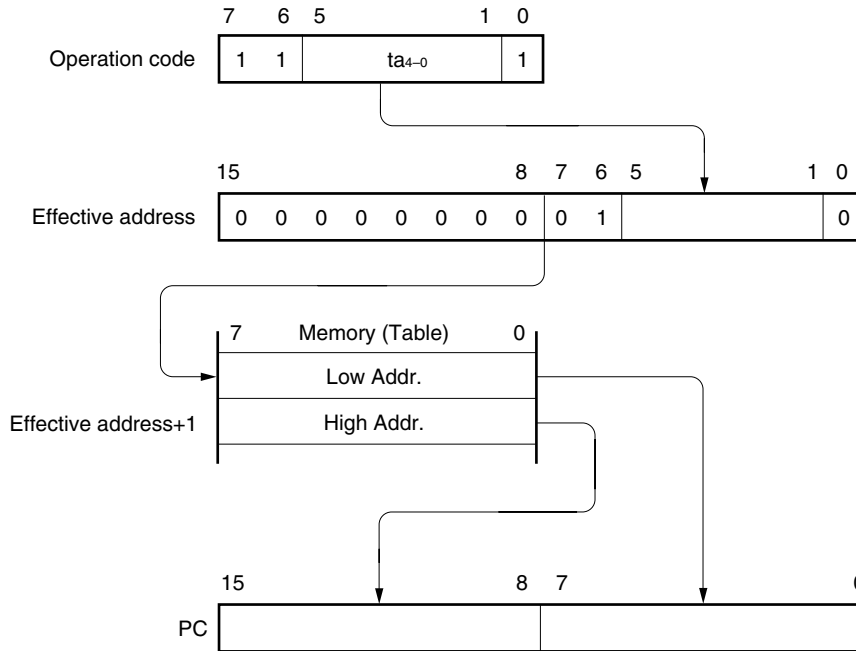 7 6 5 1 0
Operation code 1 1 ta4–0 1
15 8 7 6 5 1 0
Effective address 0 0 0 0 0 0 0 0 0 1 0
7 Memory (Table) 0
Low Addr.
Effective address+1 High Addr.
15 8 7
PC